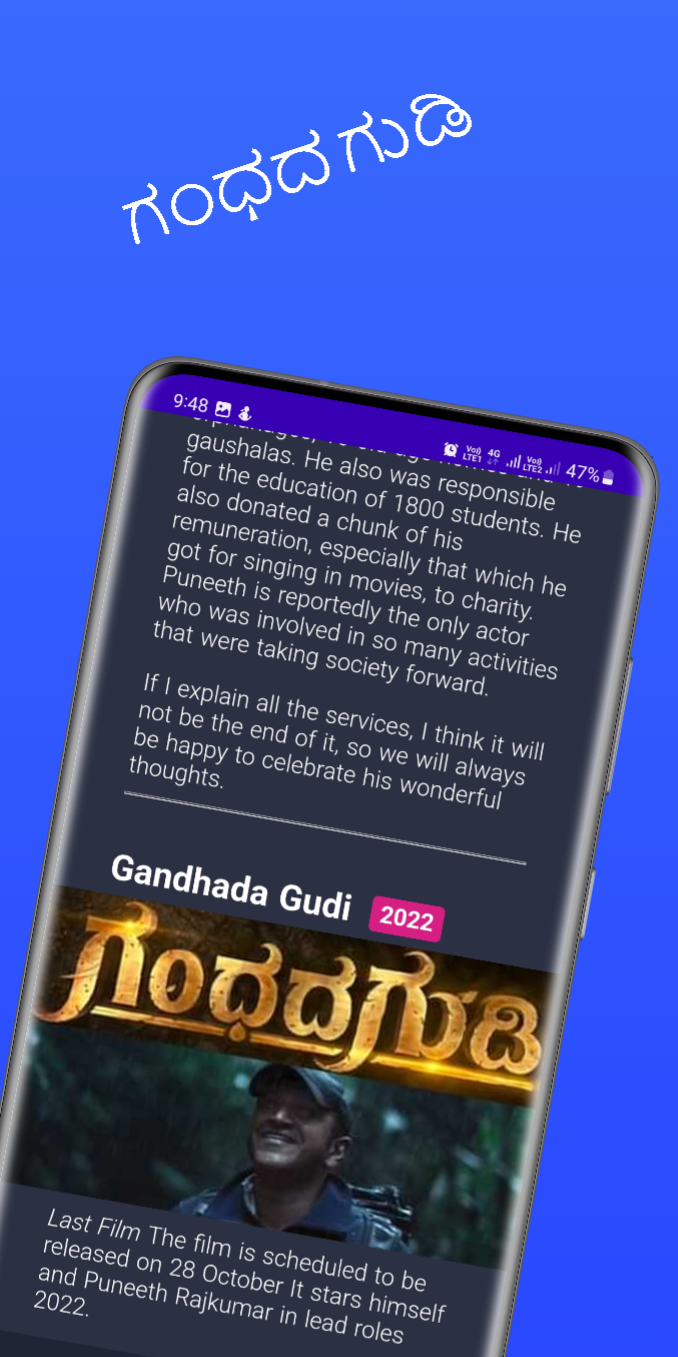 ಗಂಧದ ಗುಡಿ
9:48
Vo)) LTE1 4G Vo)) LTE2 47%
gaushalas. He also was responsible
for the education of 1800 students. He
also donated a chunk of his
remuneration, especially that which he
got for singing in movies, to charity.
Puneeth is reportedly the only actor
who was involved in so many activities
that were taking society forward.
If I explain all the services, I think it will
not be the end of it, so we will always
be happy to celebrate his wonderful
thoughts.
Gandhada Gudi 2022
ಗಂಧದಗುಡಿ
Last Film The film is scheduled to be
released on 28 October It stars himself
and Puneeth Rajkumar in lead roles
2022.